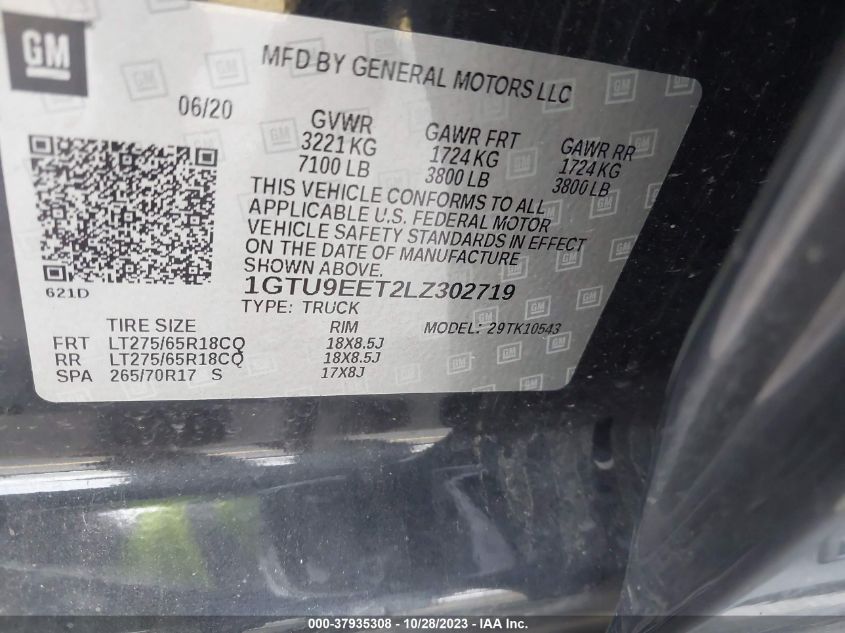 GM
MFD BY GENERAL MOTORS LLC
06/20
GVWR GAWR FRT GAWR RR
3221 KG 1724 KG 1724 KG
7100 LB 3800 LB 3800 LB
THIS VEHICLE CONFORMS TO ALL
APPLICABLE U.S. FEDERAL MOTOR
VEHICLE SAFETY STANDARDS IN EFFECT
ON THE DATE OF MANUFACTURE
SHOWN ABOVE.
621D
1GTU9EET2LZ302719
TYPE: TRUCK
MODEL: 29TK10543
TIRE SIZE RIM
FRT LT275/65R18CQ 18X8.5J
RR LT275/65R18CQ 18X8.5J
SPA 265/70R17 S 17X8J
000-37935308 - 10/28/2023 - IAA Inc.